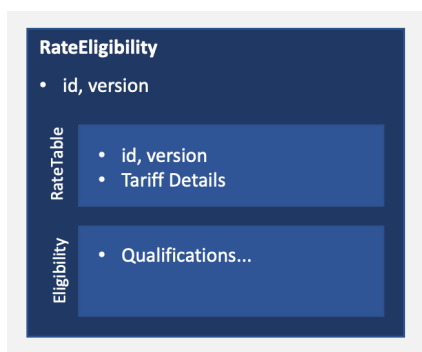 RateEligibility
• id, version
RateTable
• id, version
• Tariff Details
Eligibility
• Qualifications...